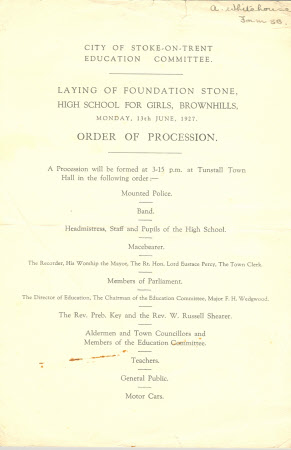 A. Whitehouse
Form 3B.
CITY OF STOKE-ON-TRENT
EDUCATION COMMITTEE.
LAYING OF FOUNDATION STONE,
HIGH SCHOOL FOR GIRLS, BROWNHILLS,
MONDAY, 13th JUNE, 1927.
ORDER OF PROCESSION.
A Procession will be formed at 3-15 p.m. at Tunstall Town
Hall in the following order:—
Mounted Police.
Band.
Headmistress, Staff and Pupils of the High School.
Macebearer.
The Recorder, His Worship the Mayor, The Rt. Hon. Lord Eustace Percy, The Town Clerk.
Members of Parliament.
The Director of Education, The Chairman of the Education Committee, Major F. H. Wedgwood.
The Rev. Preb. Key and the Rev. W. Russell Shearer.
Aldermen and Town Councillors and
Members of the Education Committee.
Teachers.
General Public.
Motor Cars.